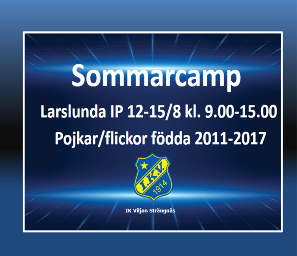 Sommarcamp
Larslunda IP 12-15/8 kl. 9.00-15.00
Pojkar/flickor födda 2011-2017
I.K.V.
1914
IK Viljan Strängnäs